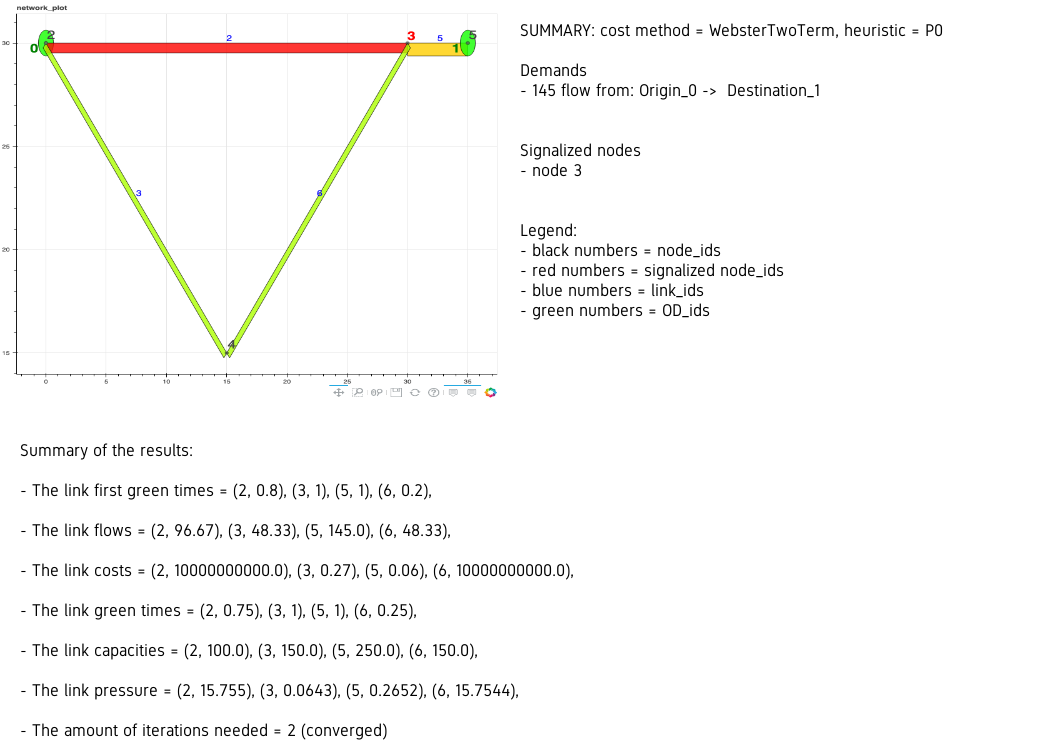 network_plot
SUMMARY: cost method = WebsterTwoTerm, heuristic = P0
Demands
- 145 flow from: Origin_0 -> Destination_1
Signalized nodes
- node 3
Legend:
- black numbers = node_ids
- red numbers = signalized node_ids
- blue numbers = link_ids
- green numbers = OD_ids
2 2 3 5 5
0 1
30
25
3 6
20
4
15
0 5 10 15 20 25 30 35
Summary of the results:
- The link first green times = (2, 0.8), (3, 1), (5, 1), (6, 0.2),
- The link flows = (2, 96.67), (3, 48.33), (5, 145.0), (6, 48.33),
- The link costs = (2, 10000000000.0), (3, 0.27), (5, 0.06), (6, 10000000000.0),
- The link green times = (2, 0.75), (3, 1), (5, 1), (6, 0.25),
- The link capacities = (2, 100.0), (3, 150.0), (5, 250.0), (6, 150.0),
- The link pressure = (2, 15.755), (3, 0.0643), (5, 0.2652), (6, 15.7544),
- The amount of iterations needed = 2 (converged)